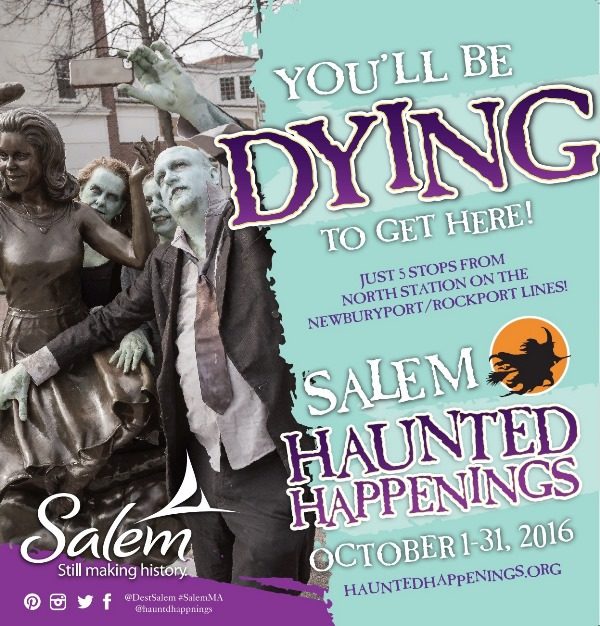 YOU'LL BE
DYING
TO GET HERE!
JUST 5 STOPS FROM
NORTH STATION ON THE
NEWBURYPORT/ROCKPORT LINES!
SALEM
HAUNTED
HAPPENINGS
OCTOBER 1-31, 2016
HAUNTEDHAPPENINGS.ORG
Salem
Still making history.
@DestSalem #SalemMA
@hauntdhappnings